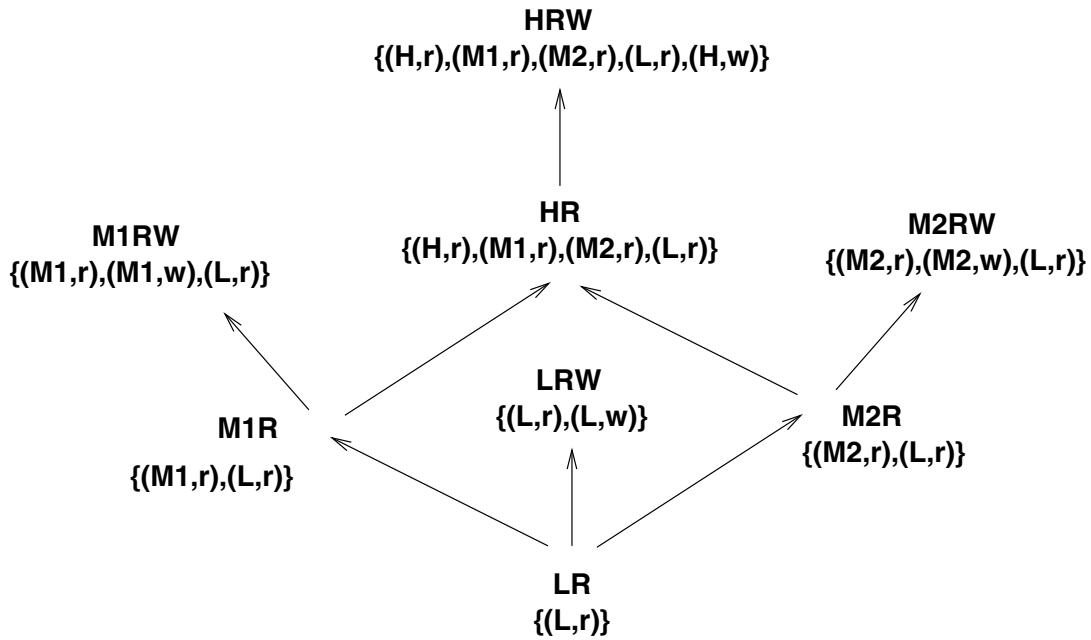 HRW
{(H,r),(M1,r),(M2,r),(L,r),(H,w)}
HR
{(H,r),(M1,r),(M2,r),(L,r)}
M1RW
{(M1,r),(M1,w),(L,r)}
M2RW
{(M2,r),(M2,w),(L,r)}
LRW
{(L,r),(L,w)}
M1R
{(M1,r),(L,r)}
M2R
{(M2,r),(L,r)}
LR
{(L,r)}